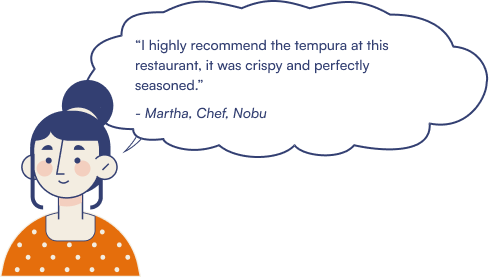 “I highly recommend the tempura at this
restaurant, it was crispy and perfectly
seasoned.”
- Martha, Chef, Nobu